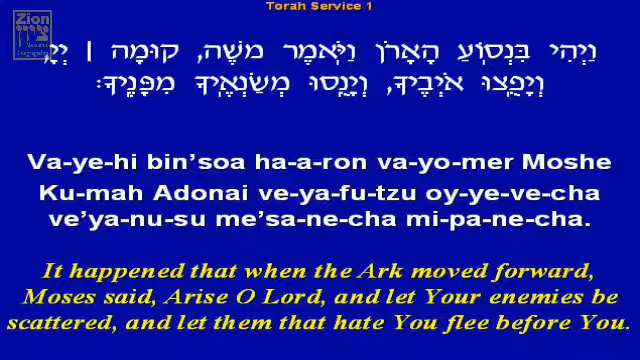 Torah Service 1
Zion
ציון
וַיְהִי בִּנְסֹעַ הָאָרֹן וַיֹּאמֶר מֹשֶׁה, קוּמָה | יְיָ,
וְיָפֻצוּ אֹיְבֶיךָ, וְיָנֻסוּ מְשַׂנְאֶיךָ מִפָּנֶיךָ:
Va-ye-hi bin’soa ha-a-ron va-yo-mer Moshe
Ku-mah Adonai ve-ya-fu-tzu oy-ye-ve-cha
ve’ya-nu-su me’sa-ne-cha mi-pa-ne-cha.
It happened that when the Ark moved forward,
Moses said, Arise O Lord, and let Your enemies be
scattered, and let them that hate You flee before You.